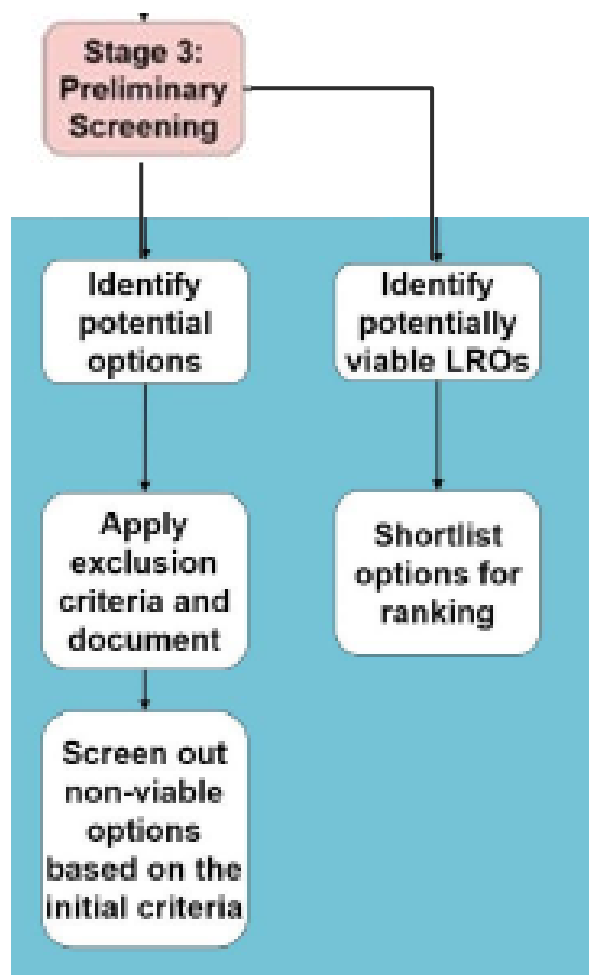 Stage 3:
Preliminary
Screening
Identify
potential
options
Identify
potentially
viable LROs
Apply
exclusion
criteria and
document
Shortlist
options for
ranking
Screen out
non-viable
options
based on the
initial criteria